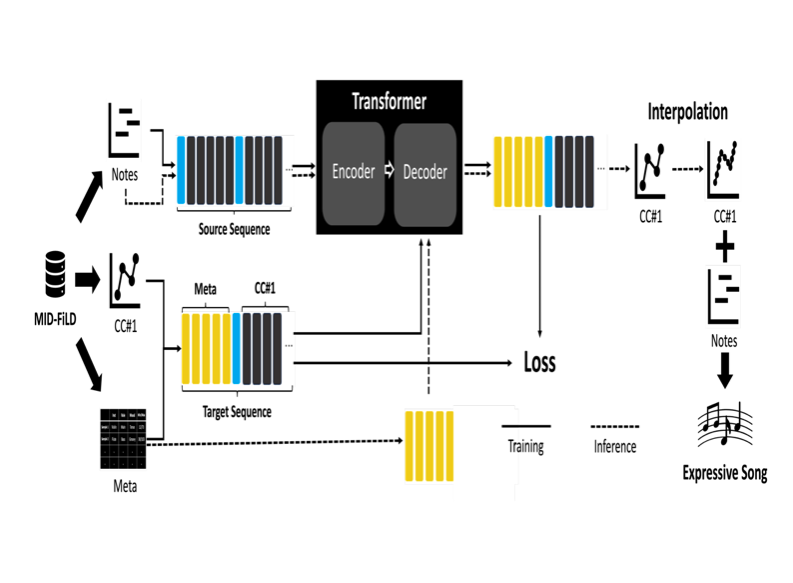 Transformer
Encoder
Decoder
Interpolation
Notes
Source Sequence
...
...
CC#1
CC#1
MID-FiLD
CC#1
Meta
CC#1
...
Target Sequence
Loss
Notes
Meta
Training
Inference
Expressive Song